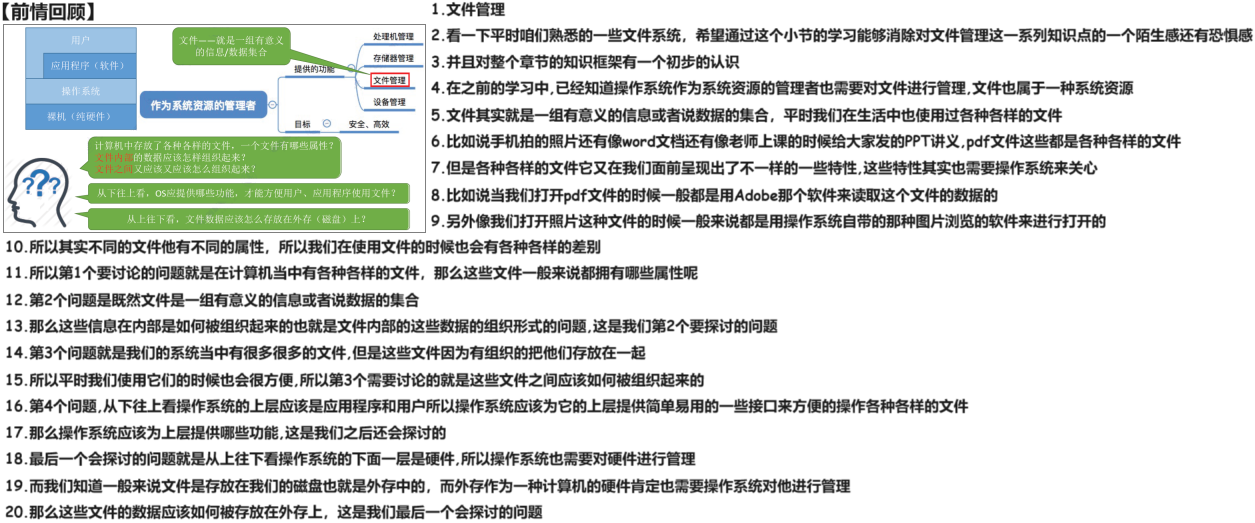 【前情回顾】
用户
应用程序（软件）
操作系统
裸机（纯硬件）
文件——就是一组有意义
的信息/数据集合
作为系统资源的管理者
提供的功能
处理机管理
存储器管理
文件管理
设备管理
目标
安全、高效
计算机中存放了各种各样的文件，一个文件有哪些属性？
文件内部的数据应该怎样组织起来？
文件之间又应该又应该怎么组织起来？
从下往上看，OS应提供哪些功能，才能方便用户、应用程序使用文件？
从上往下看，文件数据应该怎么存放在外存（磁盘）上？
1.文件管理
2.看一下平时咱们熟悉的一些文件系统，希望通过这个小节的学习能够消除对文件管理这一系列知识点的一个陌生感还有恐惧感
3.并且对整个章节的知识框架有一个初步的认识
4.在之前的学习中,已经知道操作系统作为系统资源的管理者也需要对文件进行管理,文件也属于一种系统资源
5.文件其实就是一组有意义的信息或者说数据的集合，平时我们在生活中也使用过各种各样的文件
6.比如说手机拍的照片还有像word文档还有像老师上课的时候给大家发的PPT讲义,pdf文件这些都是各种各样的文件
7.但是各种各样的文件它又在我们面前呈现出了不一样的一些特性,这些特性其实也需要操作系统来关心
8.比如说当我们打开pdf文件的时候一般都是用Adobe那个软件来读取这个文件的数据的
9.另外像我们打开照片这种文件的时候一般来说都是用操作系统自带的那种图片浏览的软件来进行打开的
10.所以其实不同的文件他有不同的属性，所以我们在使用文件的时候也会有各种各样的差别
11.所以第1个要讨论的问题就是在计算机当中有各种各样的文件，那么这些文件一般来说都拥有哪些属性呢
12.第2个问题是既然文件是一组有意义的信息或者说数据的集合
13.那么这些信息在内部是如何被组织起来的也就是文件内部的这些数据的组织形式的问题,这是我们第2个要探讨的问题
14.第3个问题就是我们的系统当中有很多很多的文件,但是这些文件因为有组织的把他们存放在一起
15.所以平时我们使用它们的时候也会很方便,所以第3个需要讨论的就是这些文件之间应该如何被组织起来的
16.第4个问题,从下往上看操作系统的上层应该是应用程序和用户所以操作系统应该为它的上层提供简单易用的一些接口来方便的操作各种各样的文件
17.那么操作系统应该为上层提供哪些功能,这是我们之后还会探讨的
18.最后一个会探讨的问题就是从上往下看操作系统的下面一层是硬件,所以操作系统也需要对硬件进行管理
19.而我们知道一般来说文件是存放在我们的磁盘也就是外存中的，而外存作为一种计算机的硬件肯定也需要操作系统对他进行管理
20.那么这些文件的数据应该如何被存放在外存上，这是我们最后一个会探讨的问题